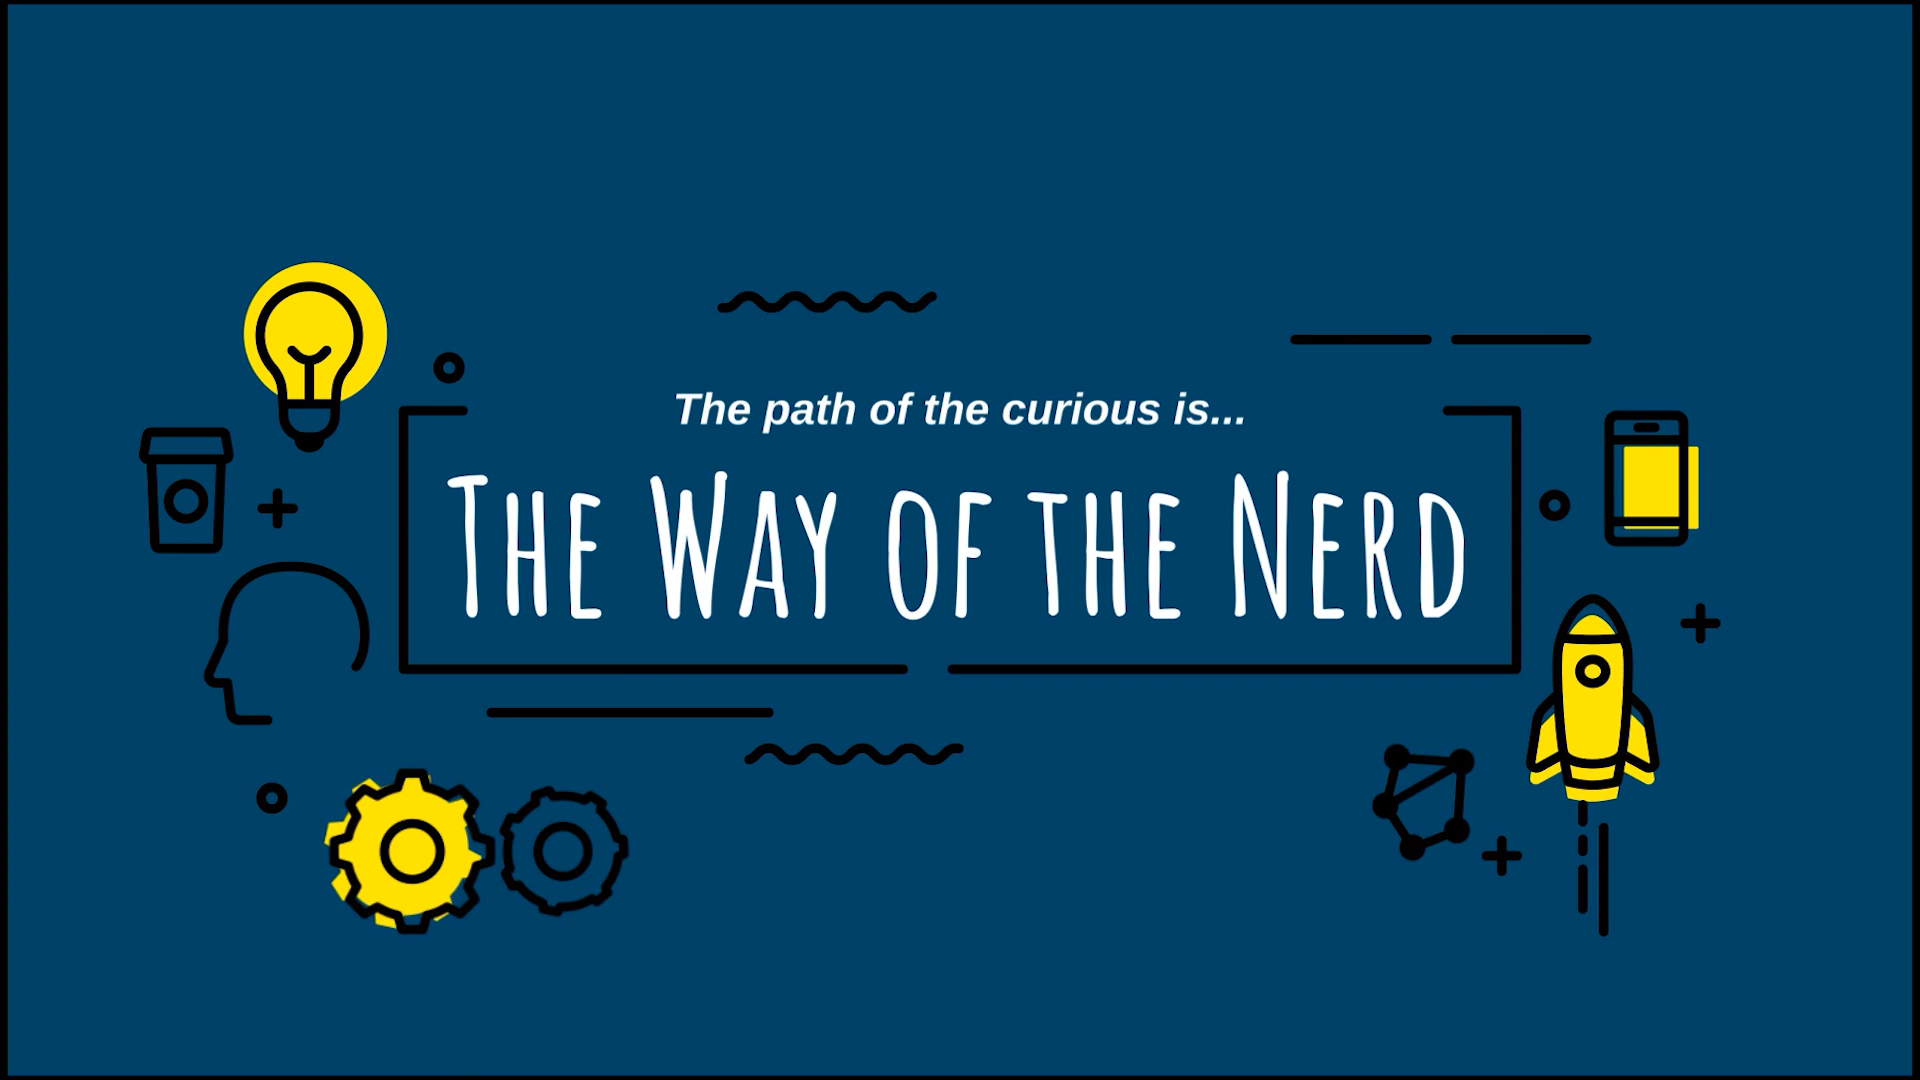 The path of the curious is...
The Way of the Nerd